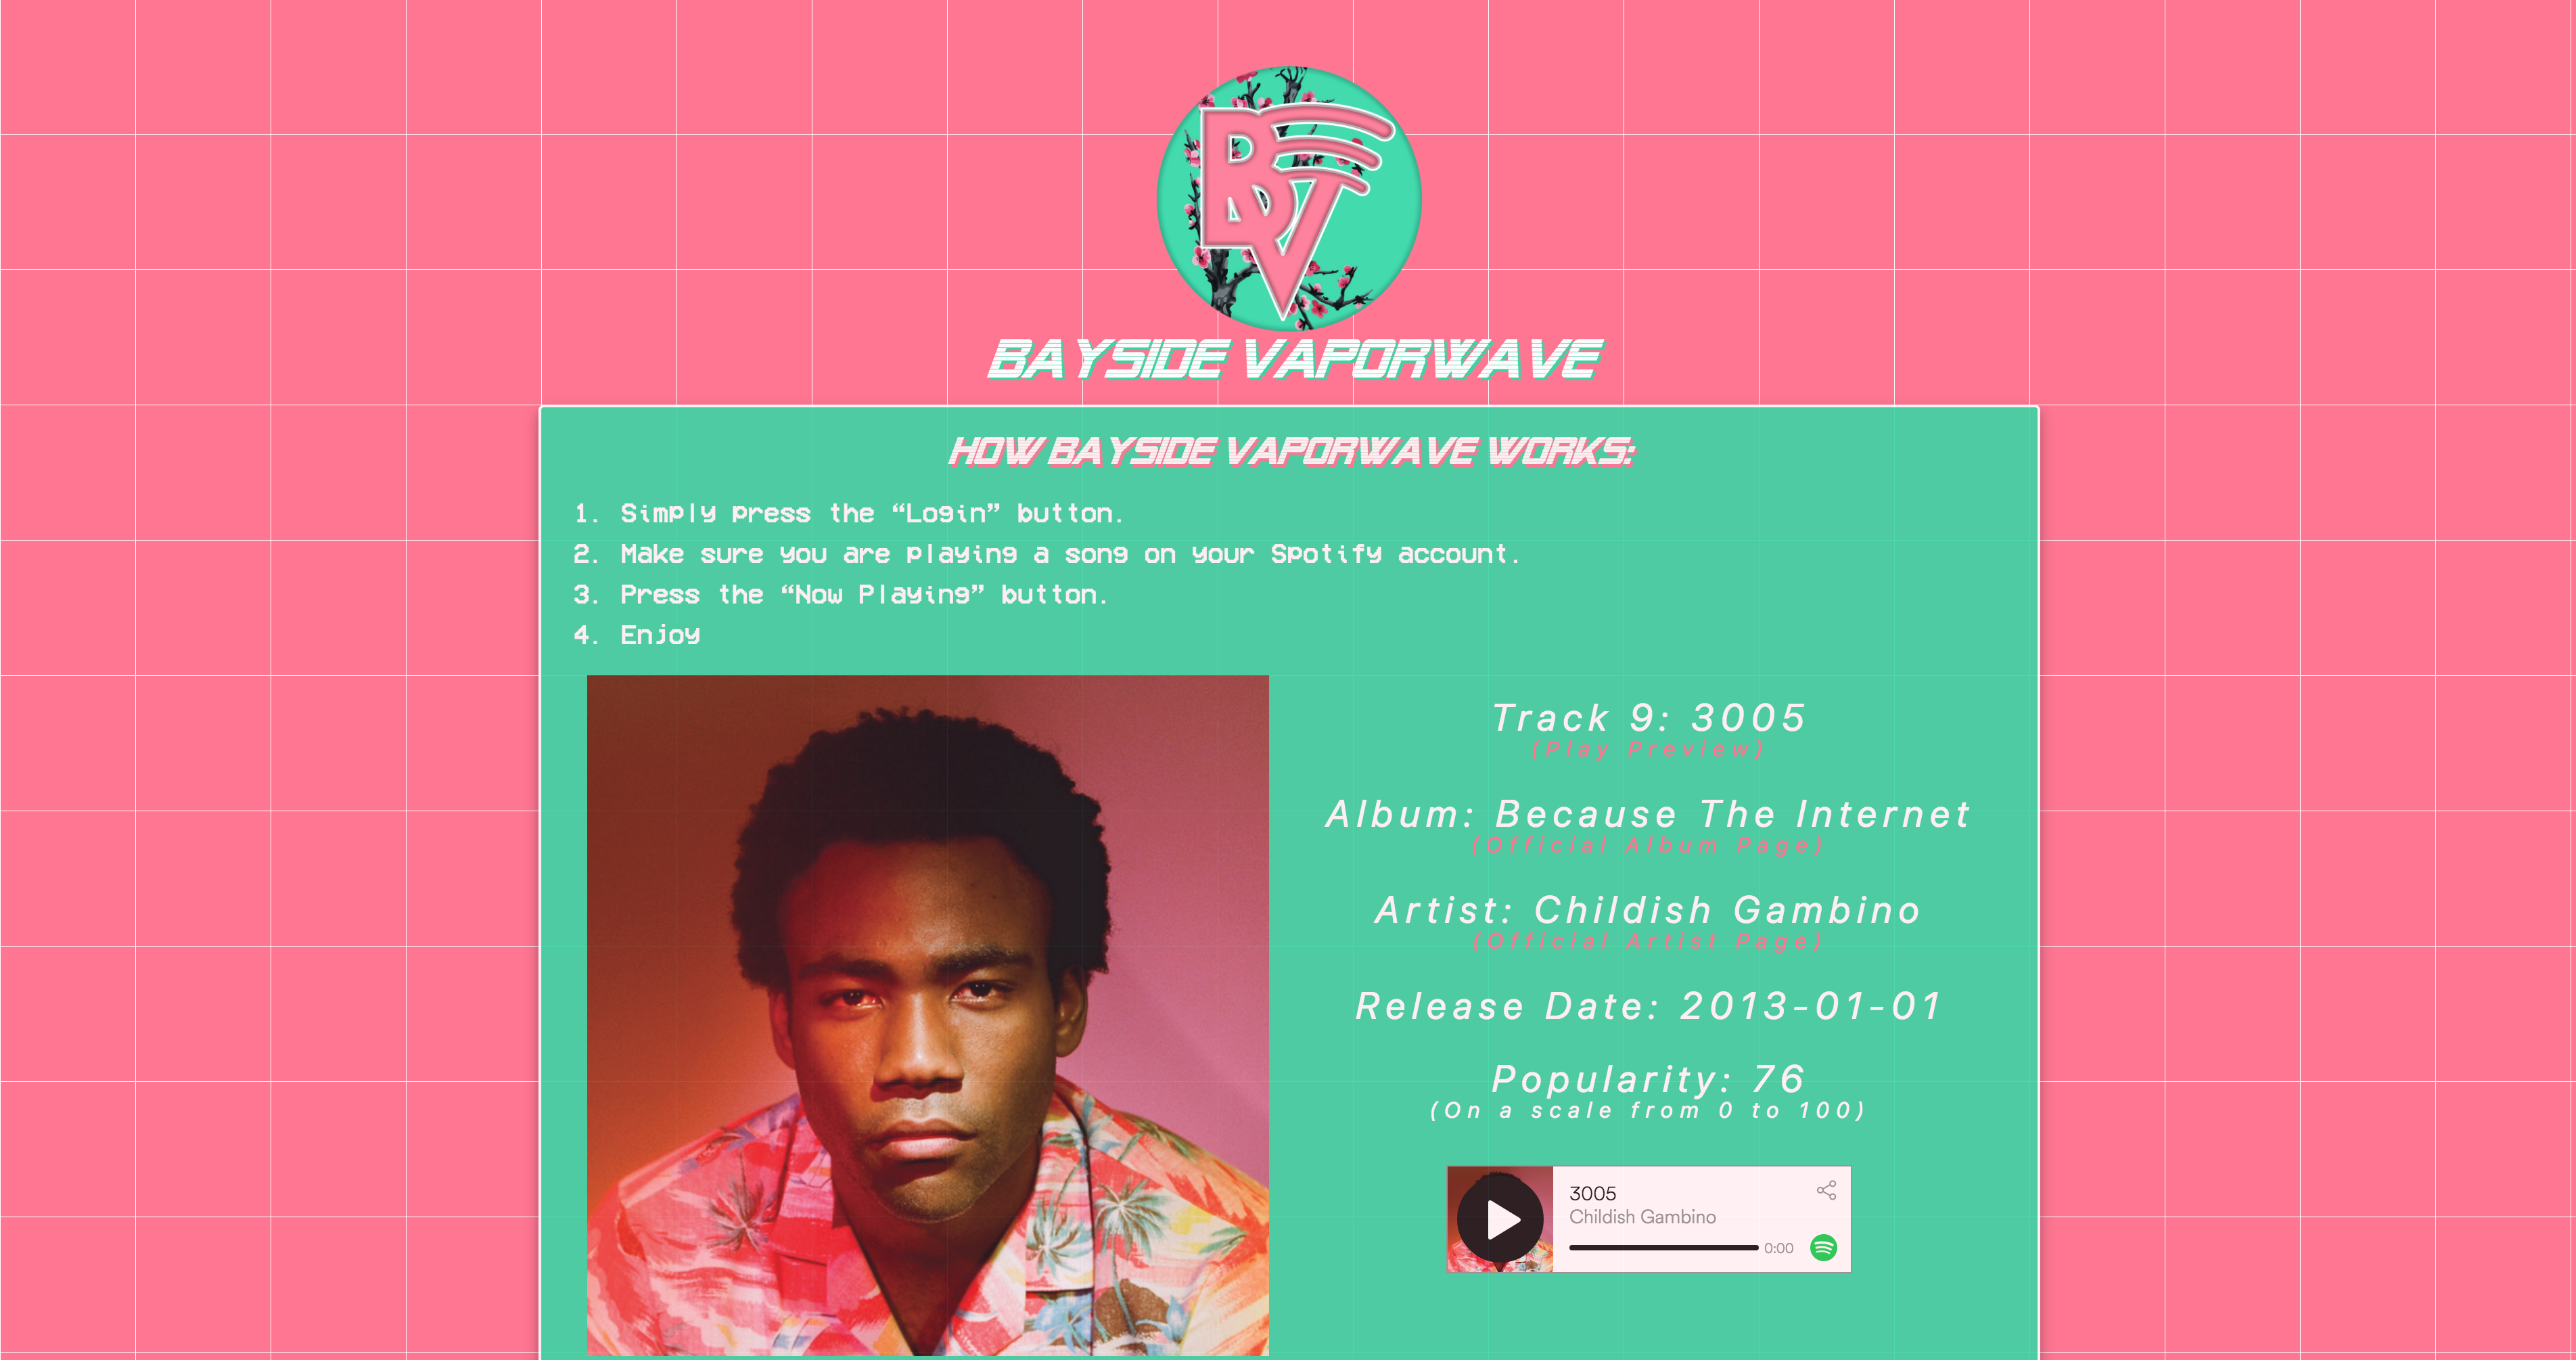 BV
BAYSIDE VAPORWAVE
HOW BAYSIDE VAPORWAVE WORKS:
1. Simply press the “Login” button.
2. Make sure you are playing a song on your Spotify account.
3. Press the “Now Playing” button.
4. Enjoy
Track 9: 3005
(Play Preview)
Album: Because The Internet
(Official Album Page)
Artist: Childish Gambino
(Official Artist Page)
Release Date: 2013-01-01
Popularity: 76
(On a scale from 0 to 100)
3005
Childish Gambino
0:00